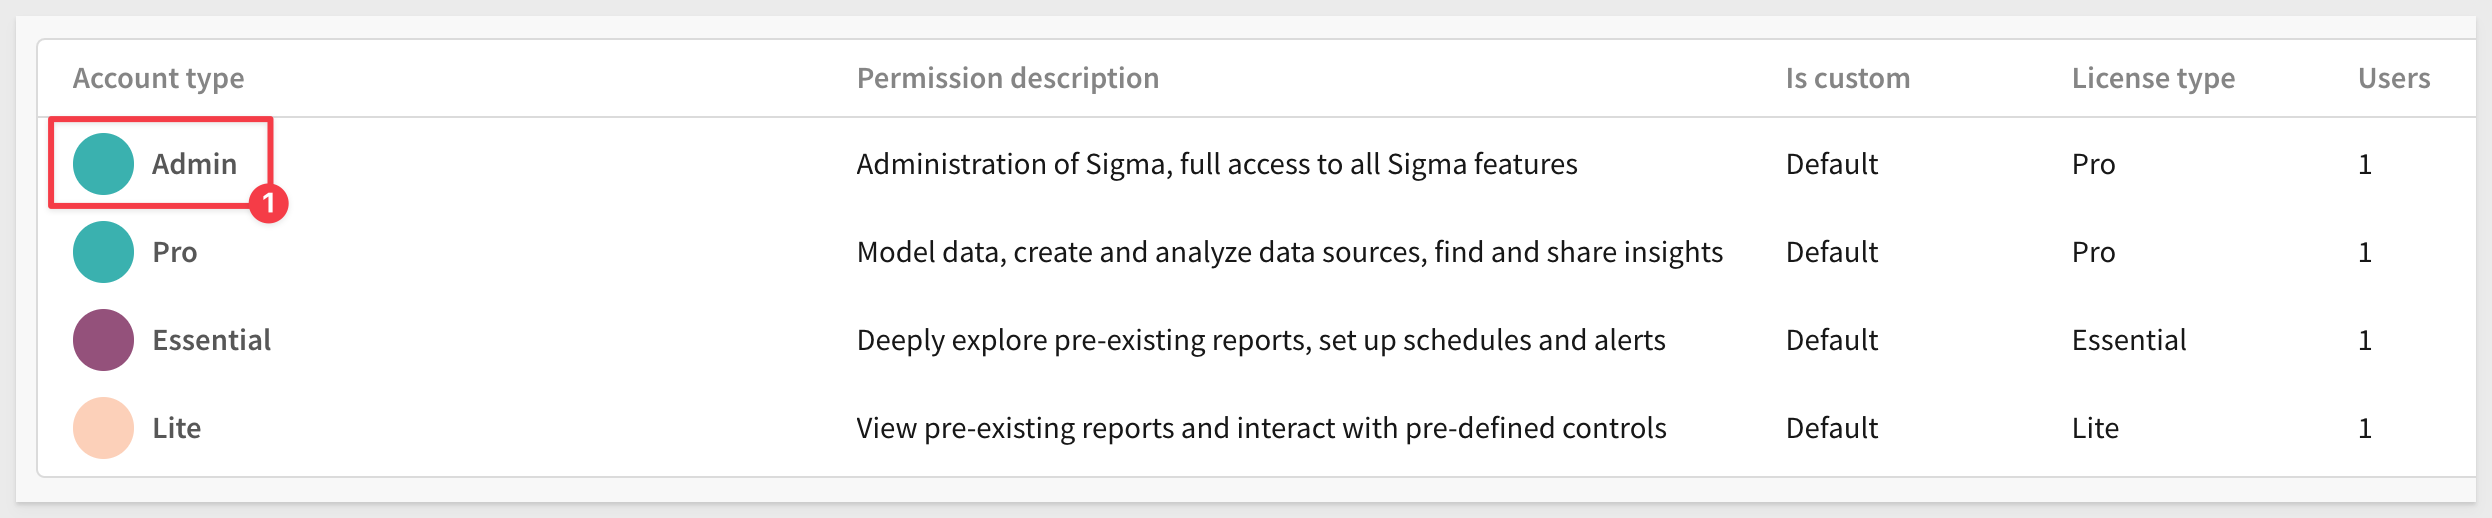 Account type Permission description Is custom License type Users
Admin Administration of Sigma, full access to all Sigma features Default Pro 1
1
Pro Model data, create and analyze data sources, find and share insights Default Pro 1
Essential Deeply explore pre-existing reports, set up schedules and alerts Default Essential 1
Lite View pre-existing reports and interact with pre-defined controls Default Lite 1